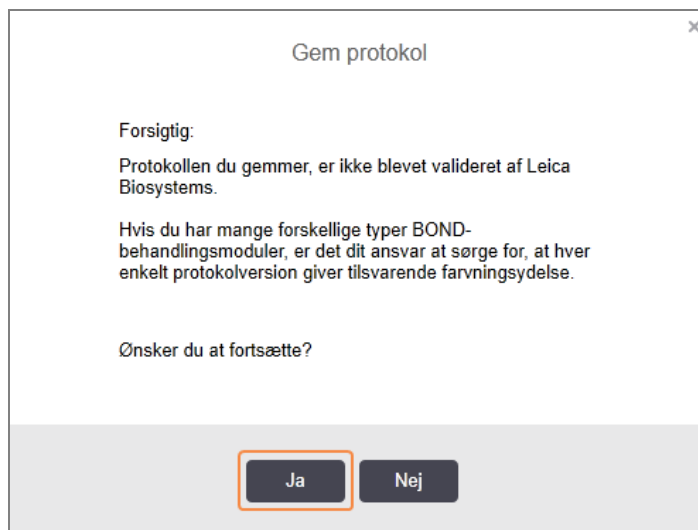 Gem protokol
Forsigtig:
Protokollen du gemmer, er ikke blevet valideret af Leica
Biosystems.
Hvis du har mange forskellige typer BOND-
behandlingsmoduler, er det dit ansvar at sørge for, at hver
enkelt protokolversion giver tilsvarende farvningsydelse.
Ønsker du at fortsætte?
Ja
Nej